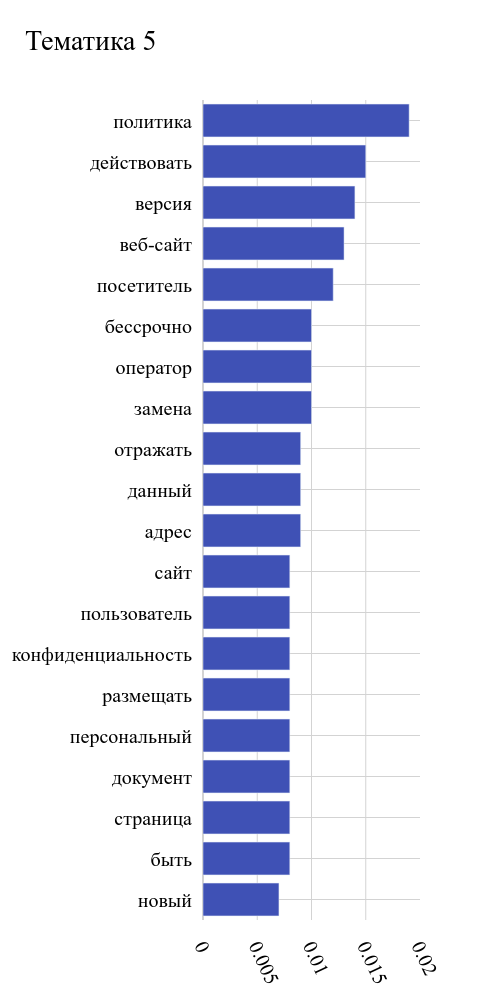 Тематика 5
политика
действовать
версия
веб-сайт
посетитель
бессрочно
оператор
замена
отражать
данный
адрес
сайт
пользователь
конфиденциальность
размещать
персональный
документ
страница
быть
новый
0 0.005 0.01 0.015 0.02